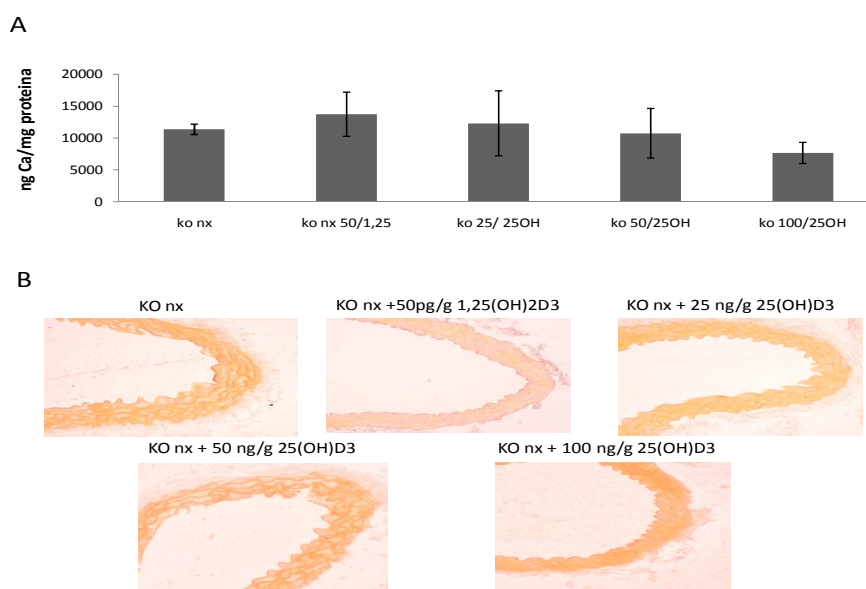 A
ng Ca/mg proteina
20000
15000
10000
5000
0
ko nx
ko nx 50/1,25
ko 25/ 25OH
ko 50/25OH
ko 100/25OH
B
KO nx
KO nx +50pg/g 1,25(OH)2D3
KO nx + 25 ng/g 25(OH)D3
KO nx + 50 ng/g 25(OH)D3
KO nx + 100 ng/g 25(OH)D3